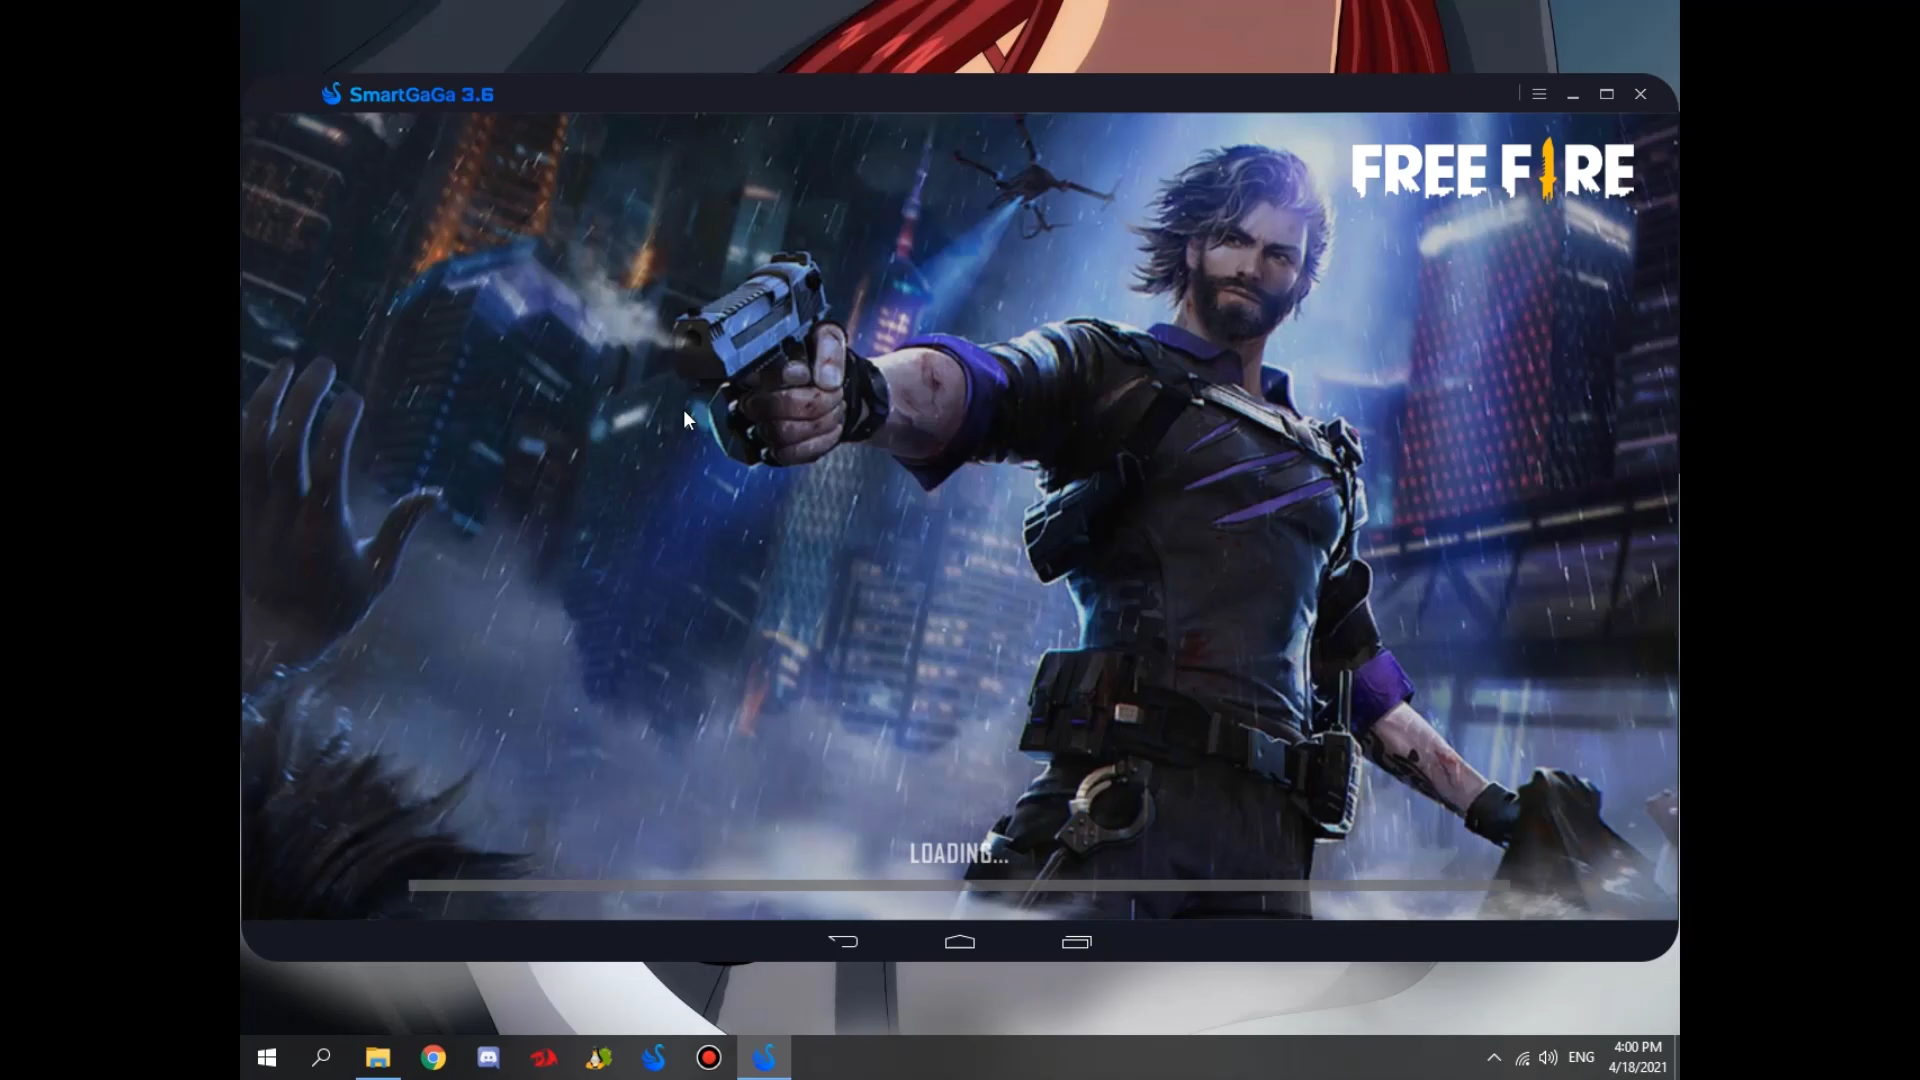 SmartGaGa 3.6
FREE FIRE
LOADING...
ENG
4:00 PM
4/18/2021